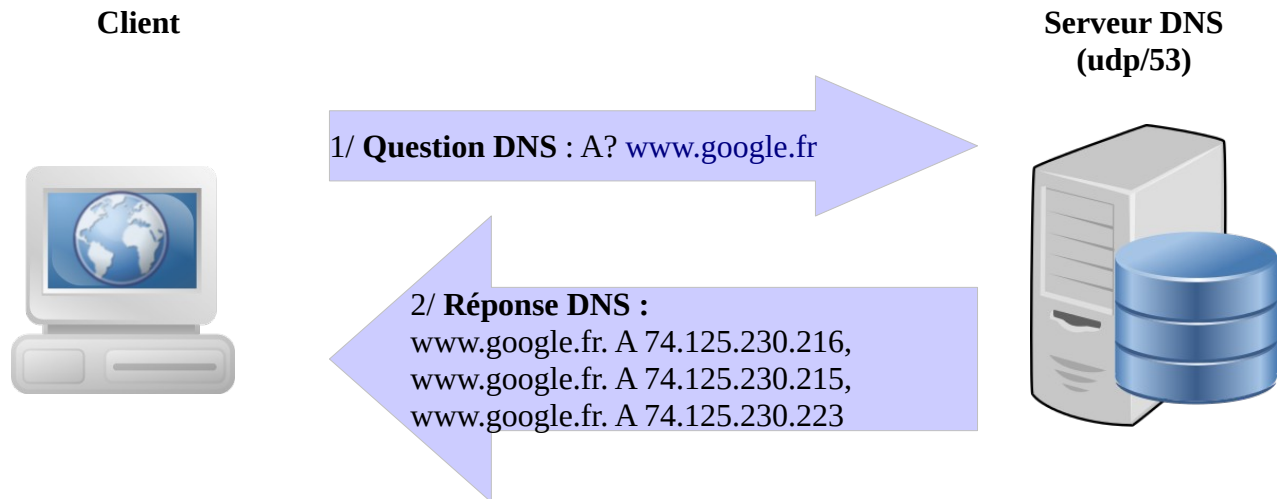 Client
Serveur DNS
(udp/53)
1/ Question DNS : A? www.google.fr
2/ Réponse DNS :
www.google.fr. A 74.125.230.216,
www.google.fr. A 74.125.230.215,
www.google.fr. A 74.125.230.223